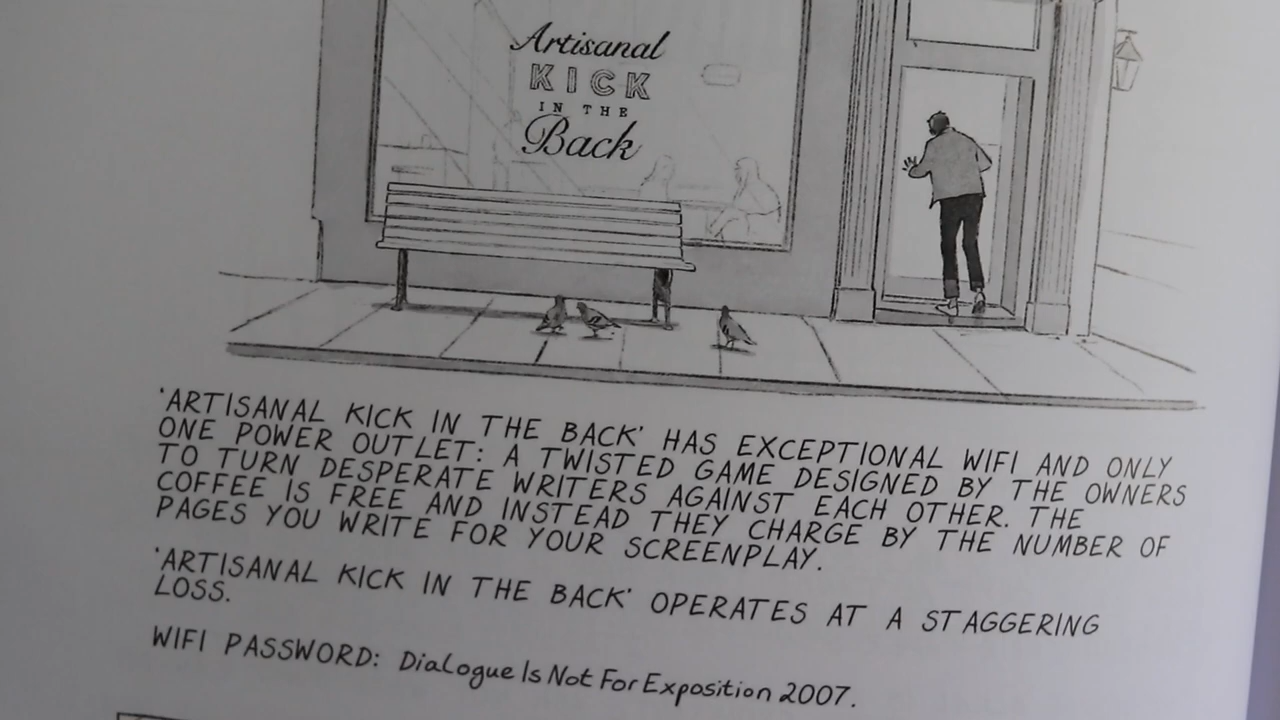 Artisanal
KICK
IN THE
Back
'ARTISANAL KICK IN THE BACK' HAS EXCEPTIONAL WIFI AND ONLY
ONE POWER OUTLET: A TWISTED GAME DESIGNED BY THE OWNERS
TO TURN DESPERATE WRITERS AGAINST EACH OTHER. THE
COFFEE IS FREE AND INSTEAD THEY CHARGE BY THE NUMBER OF
PAGES YOU WRITE FOR YOUR SCREENPLAY.
'ARTISANAL KICK IN THE BACK' OPERATES AT A STAGGERING
LOSS.
WIFI PASSWORD: DiaLogue Is Not For Exposition 2007.